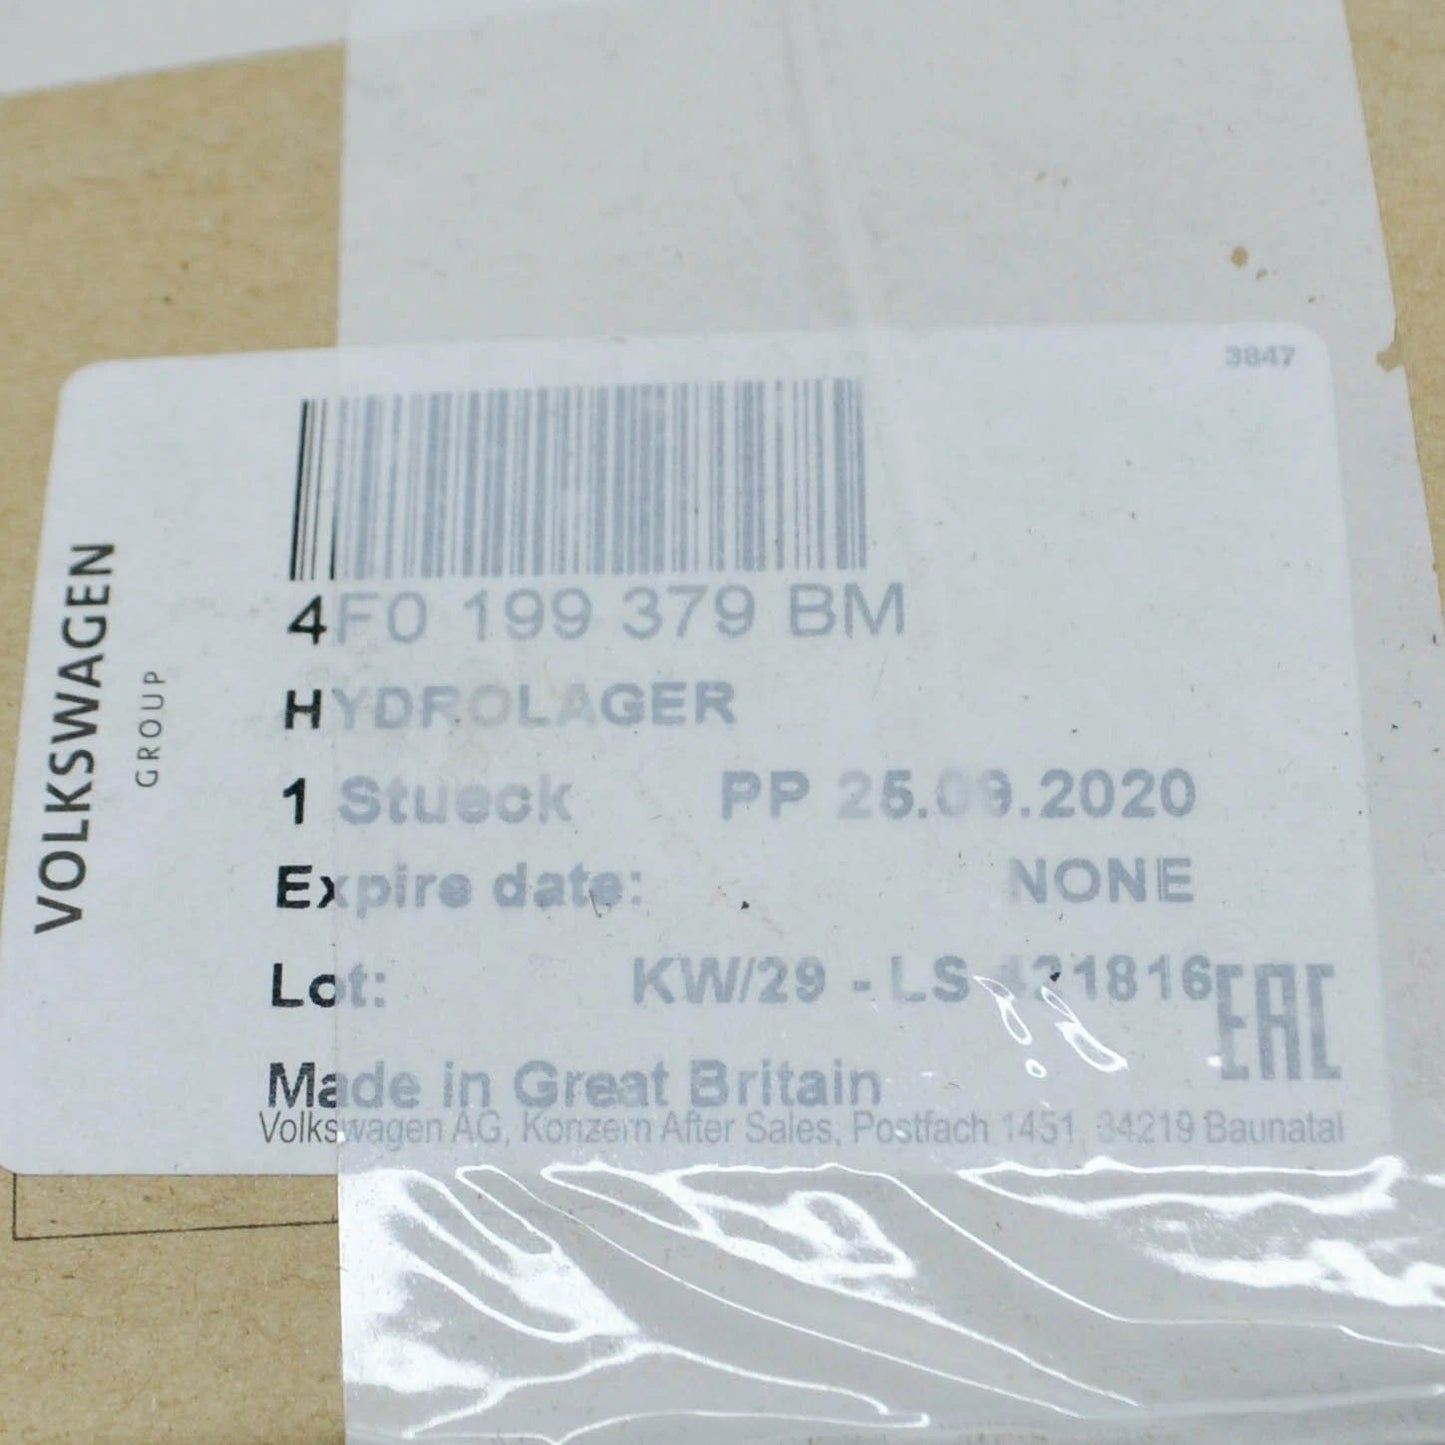 3847
4F0 199 379 BM
HYDROLAGER
1 Stueck PP 25.09.2020
Expire date: NONE
Lot: KW/29 - LS 421816
EAC
Made in Great Britain
Volkswagen AG, Konzern After Sales, Postfach 1451, 34219 Baunatal
VOLKSWAGEN
GROUP